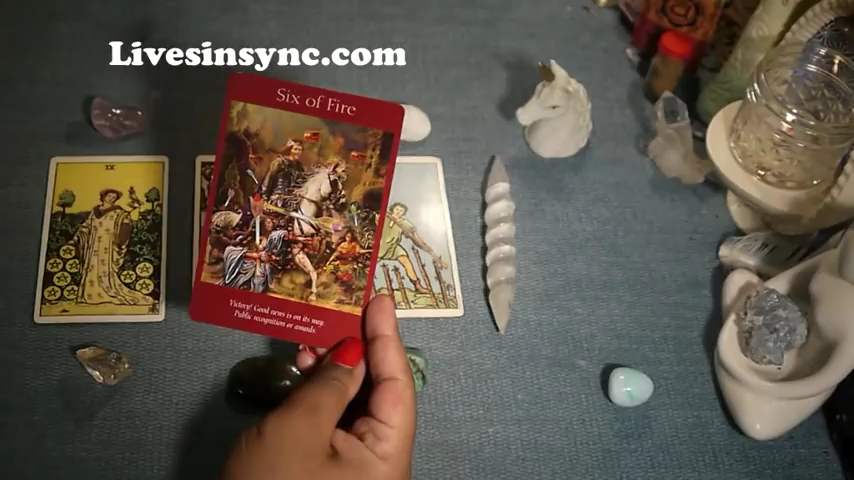 Livesinsync.com
Six of Fire
IX
Victory! Good news is on its way.
Public recognition or awards.